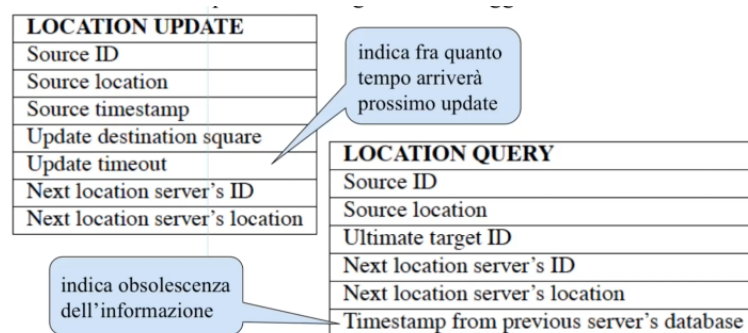 LOCATION UPDATE
Source ID
Source location
Source timestamp
Update destination square
Update timeout
Next location server's ID
Next location server's location
indica fra quanto
tempo arriverà
prossimo update
LOCATION QUERY
Source ID
Source location
Ultimate target ID
Next location server's ID
Next location server's location
Timestamp from previous server's database
indica obsolescenza
dell'informazione